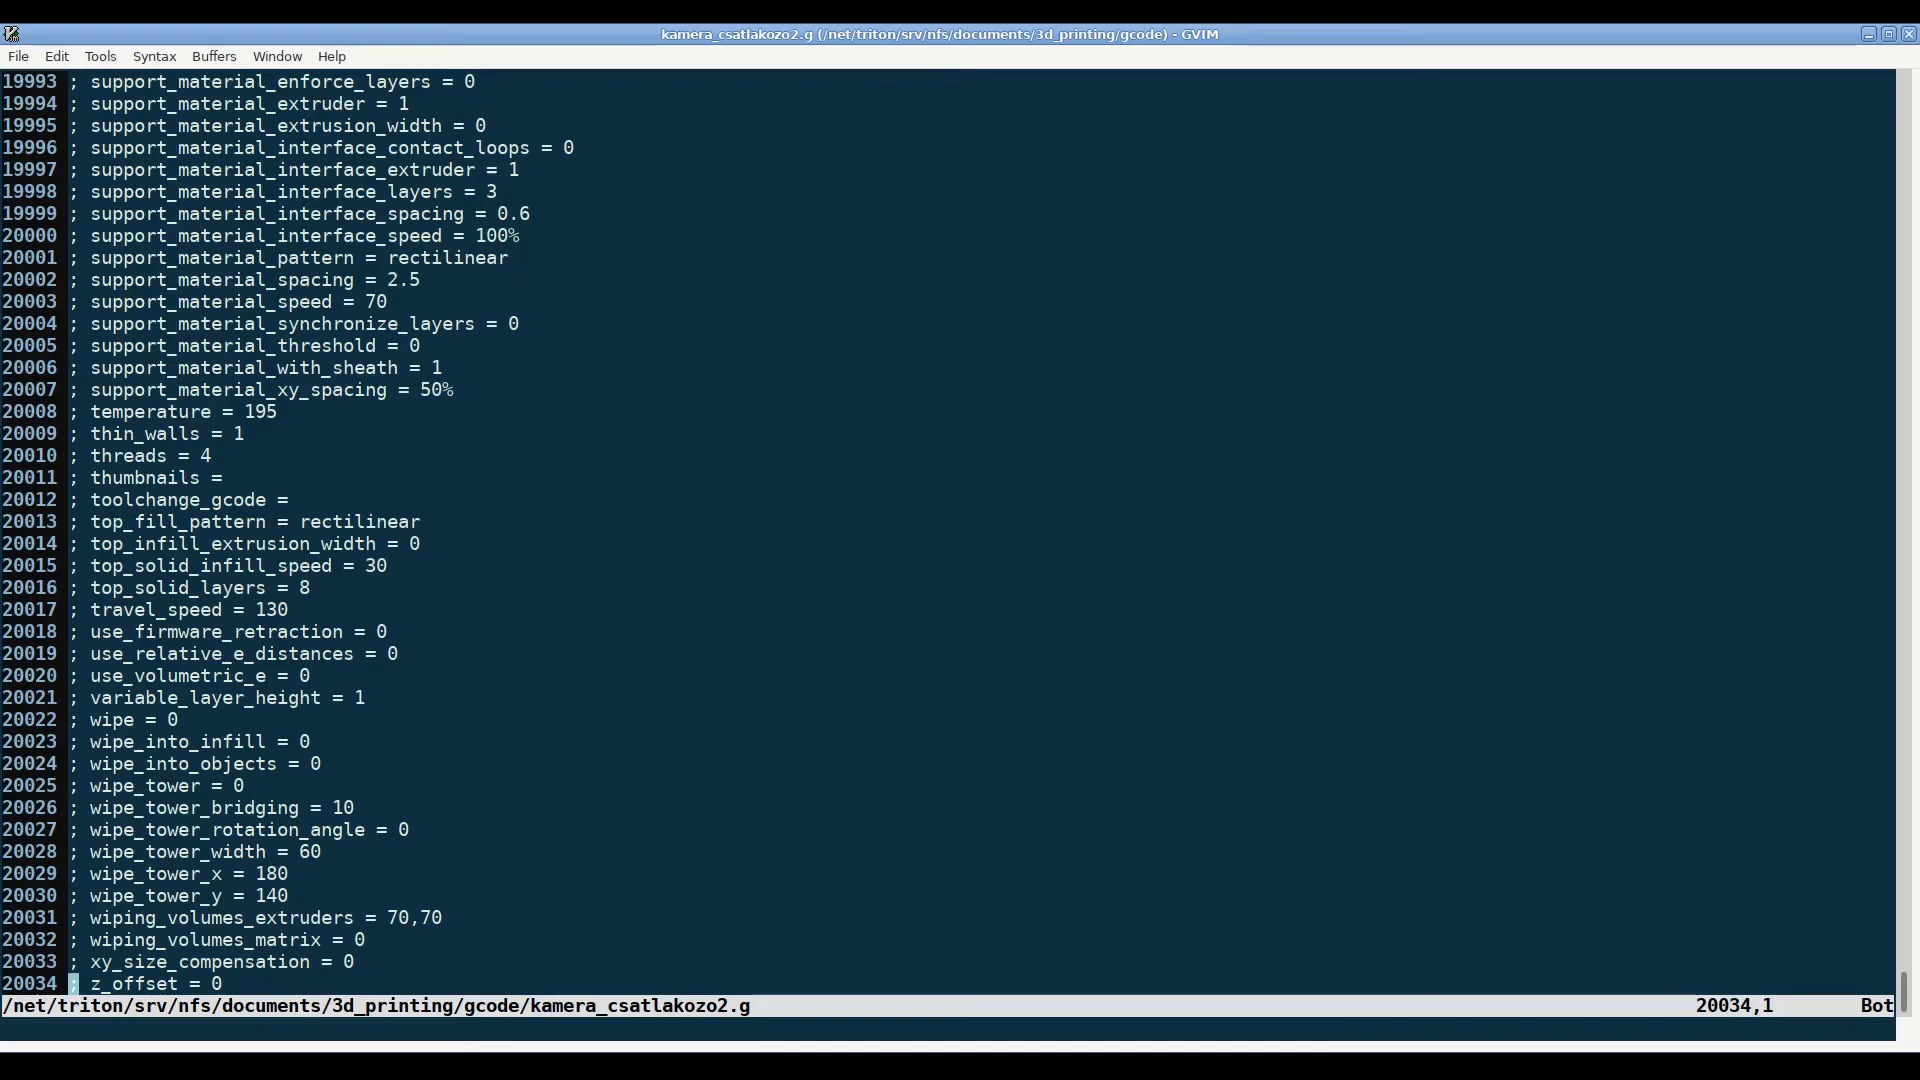 kamera_csatlakozo2.g (/net/triton/srv/nfs/documents/3d_printing/gcode) - GVIM
File Edit Tools Syntax Buffers Window Help
19993 ; support_material_enforce_layers = 0
19994 ; support_material_extruder = 1
19995 ; support_material_extrusion_width = 0
19996 ; support_material_interface_contact_loops = 0
19997 ; support_material_interface_extruder = 1
19998 ; support_material_interface_layers = 3
19999 ; support_material_interface_spacing = 0.6
20000 ; support_material_interface_speed = 100%
20001 ; support_material_pattern = rectilinear
20002 ; support_material_spacing = 2.5
20003 ; support_material_speed = 70
20004 ; support_material_synchronize_layers = 0
20005 ; support_material_threshold = 0
20006 ; support_material_with_sheath = 1
20007 ; support_material_xy_spacing = 50%
20008 ; temperature = 195
20009 ; thin_walls = 1
20010 ; threads = 4
20011 ; thumbnails =
20012 ; toolchange_gcode =
20013 ; top_fill_pattern = rectilinear
20014 ; top_infill_extrusion_width = 0
20015 ; top_solid_infill_speed = 30
20016 ; top_solid_layers = 8
20017 ; travel_speed = 130
20018 ; use_firmware_retraction = 0
20019 ; use_relative_e_distances = 0
20020 ; use_volumetric_e = 0
20021 ; variable_layer_height = 1
20022 ; wipe = 0
20023 ; wipe_into_infill = 0
20024 ; wipe_into_objects = 0
20025 ; wipe_tower = 0
20026 ; wipe_tower_bridging = 10
20027 ; wipe_tower_rotation_angle = 0
20028 ; wipe_tower_width = 60
20029 ; wipe_tower_x = 180
20030 ; wipe_tower_y = 140
20031 ; wiping_volumes_extruders = 70,70
20032 ; wiping_volumes_matrix = 0
20033 ; xy_size_compensation = 0
20034 ; z_offset = 0
/net/triton/srv/nfs/documents/3d_printing/gcode/kamera_csatlakozo2.g 20034,1 Bot